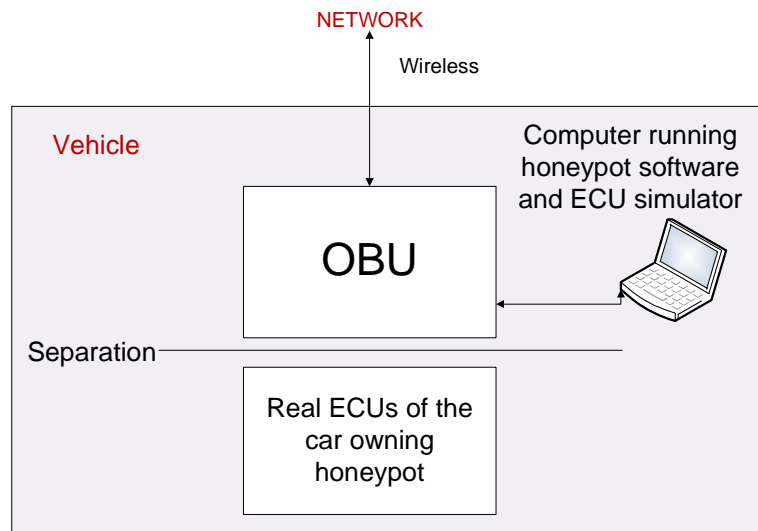 NETWORK
Wireless
Vehicle
Computer running
honeypot software
and ECU simulator
OBU
Separation
Real ECUs of the
car owning
honeypot